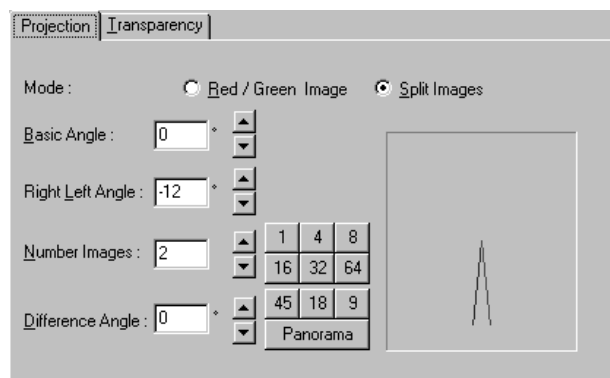 Projection Transparency
Mode : Red / Green Image Split Images
Basic Angle : 0 °
Right Left Angle : -12 °
1 4 8
Number Images : 2
16 32 64
45 18 9
Difference Angle : 0 °
Panorama